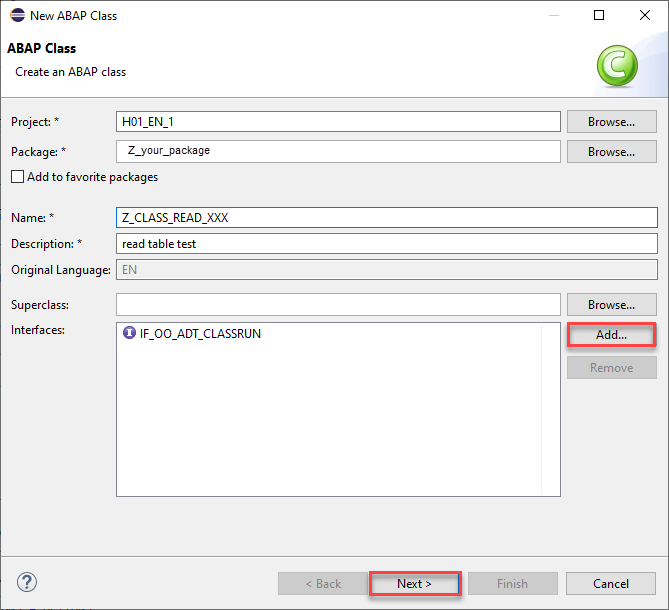 New ABAP Class
ABAP Class
Create an ABAP class
C
Project: * H01_EN_1 Browse...
Package: * Z_your_package Browse...
Add to favorite packages
Name: * Z_CLASS_READ_XXX
Description: * read table test
Original Language: EN
Superclass: Browse...
Interfaces: I IF_OO_ADT_CLASSRUN Add...
Remove
? < Back Next > Finish Cancel